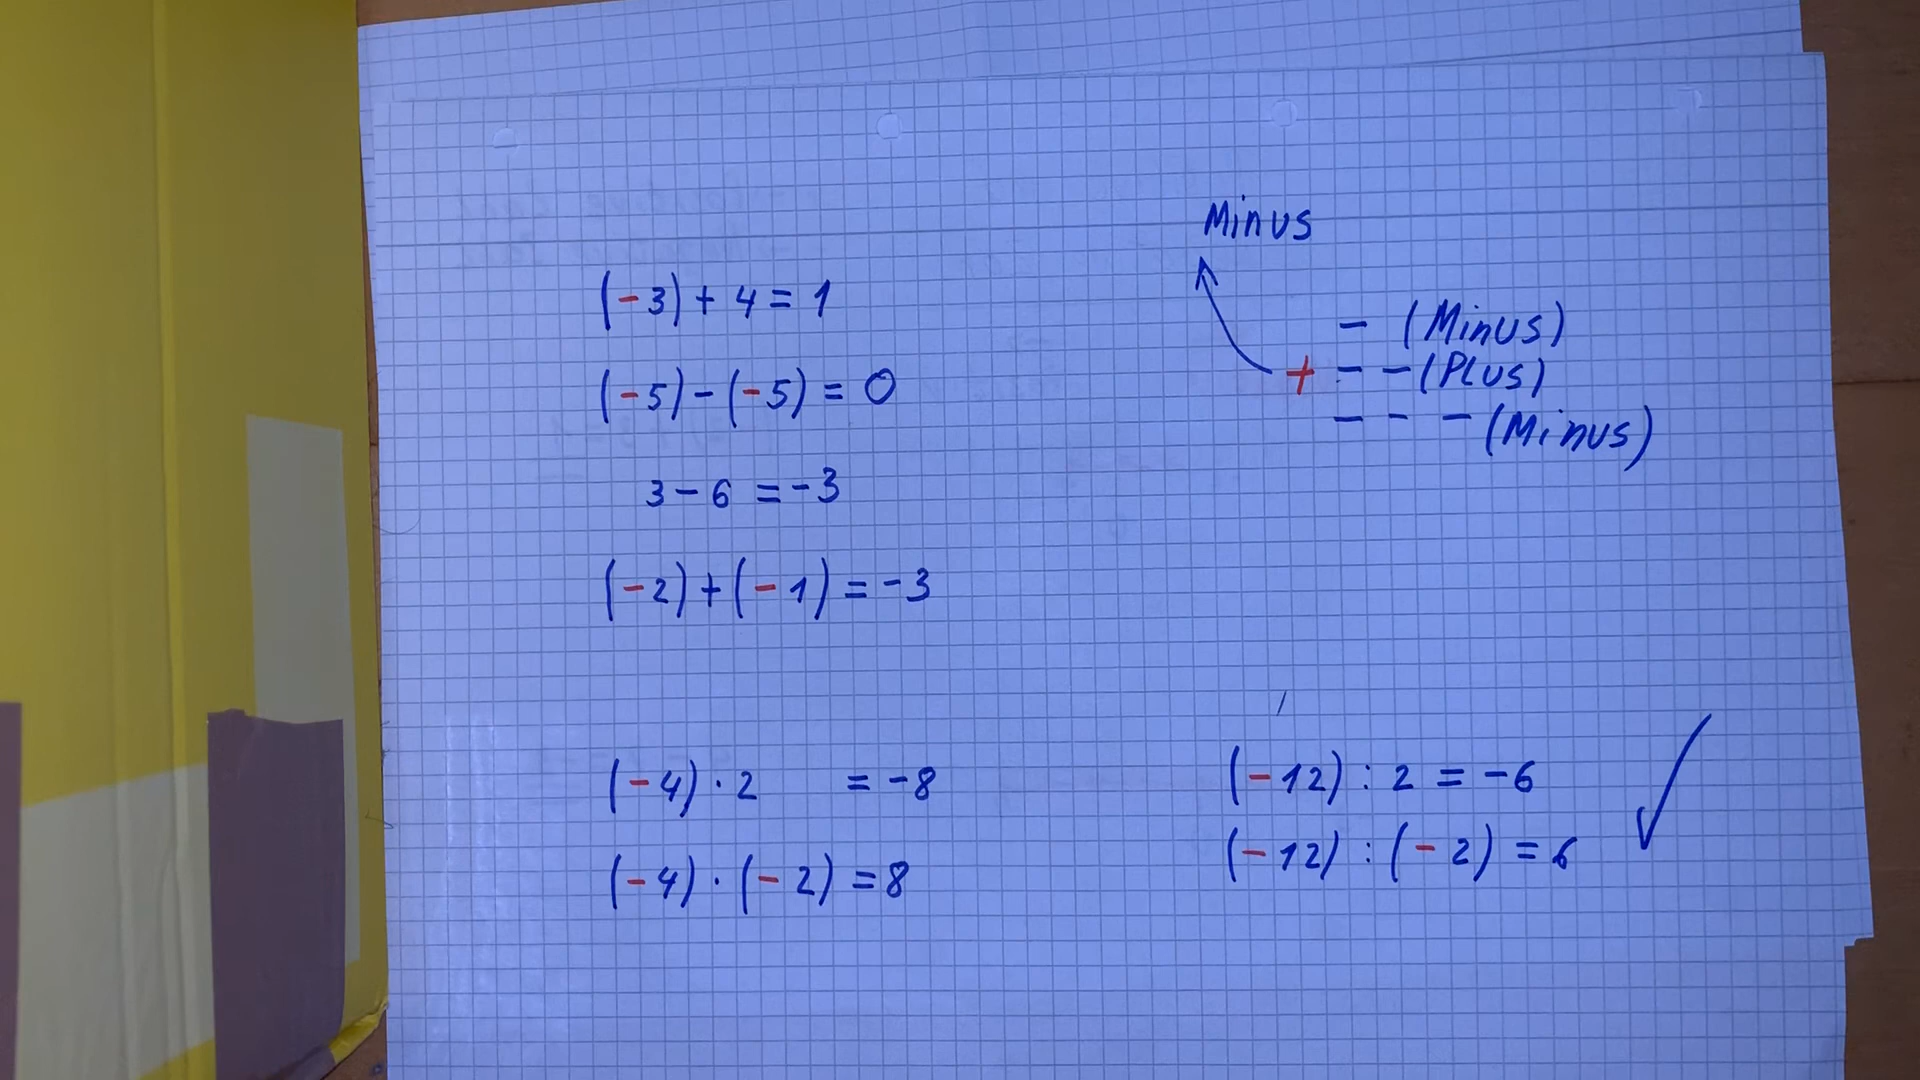 (-3) + 4 = 1
(-5) - (-5) = 0
3 - 6 = -3
(-2) + (-1) = -3
Minus
- (Minus)
+ - - (Plus)
- - - (Minus)
(-4) · 2 = -8
(-4) · (-2) = 8
(-12) : 2 = -6
(-12) : (-2) = 6